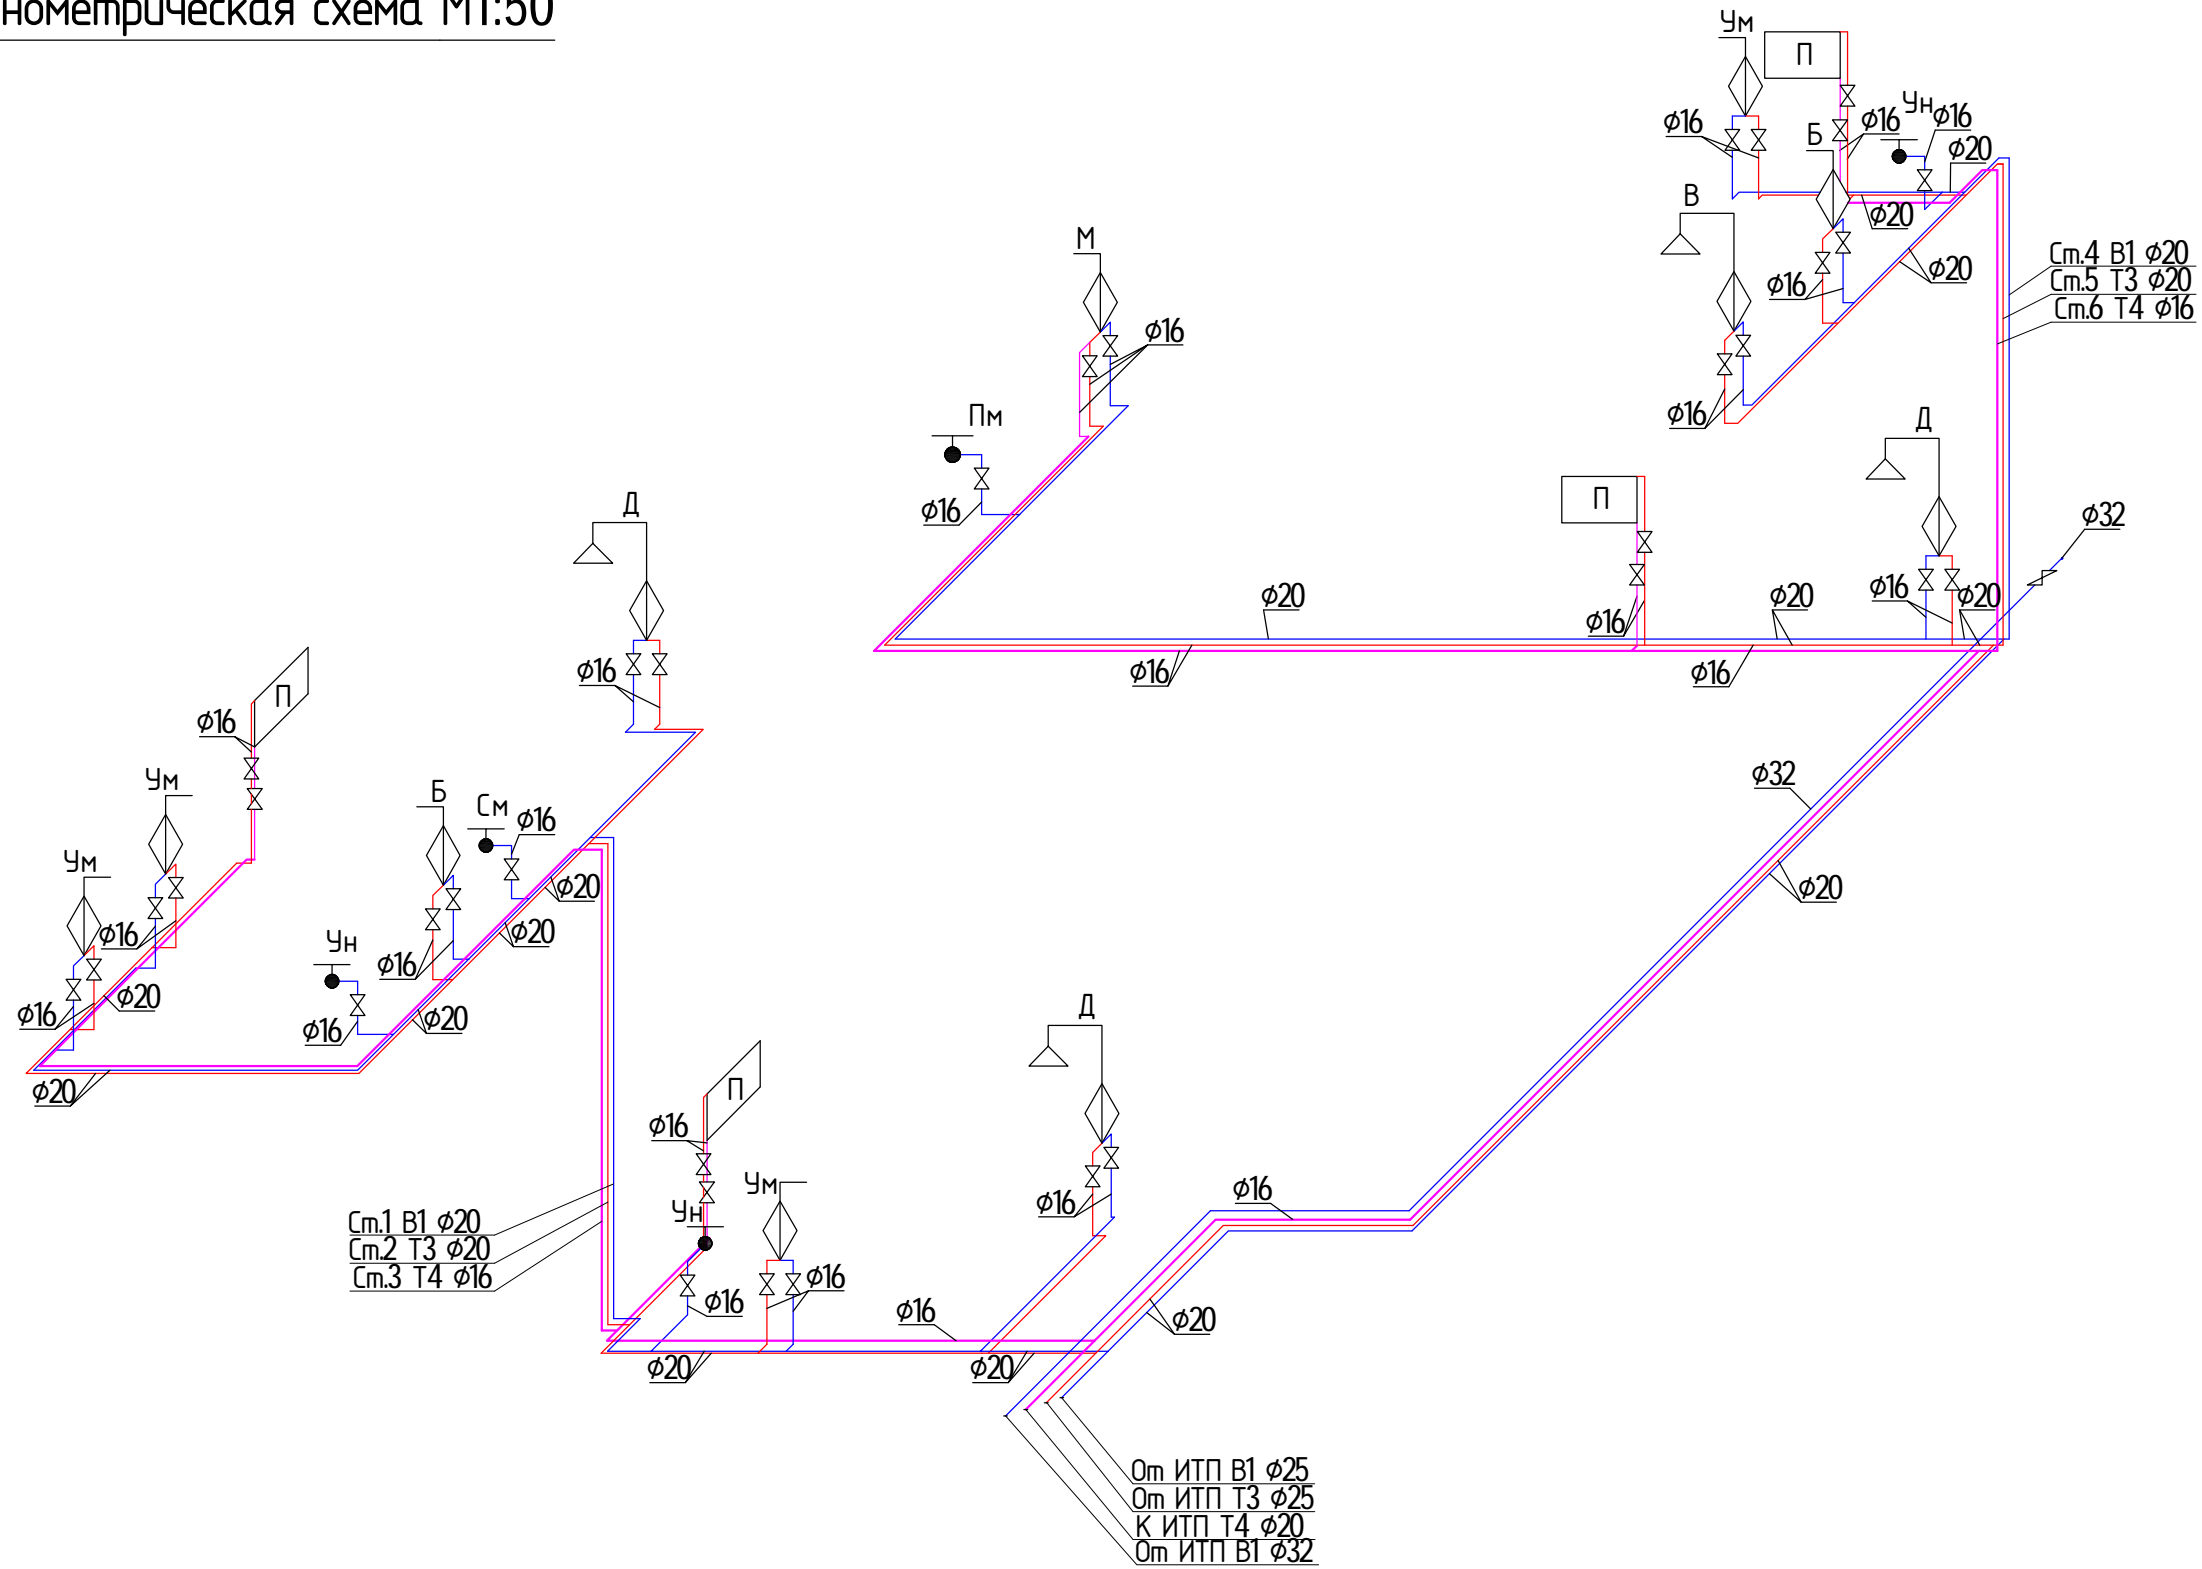 нометрическая схема М1:50
Ум
П
Ун
ф16
ф16
ф16
Б
ф20
В
ф20
М
Ст.4 В1 ф20
ф20
Ст.5 Т3 ф20
ф16
Ст.6 Т4 ф16
ф16
Пм
ф16
Д
Д
П
ф16
ф32
ф20
ф20
ф16
ф20
ф16
ф16
ф16
ф16
П
ф16
Ум
Б
См
ф16
ф32
Ум
ф20
ф20
ф16
Ун
ф20
ф16
ф20
ф16
ф16
ф20
Д
ф20
П
ф16
Ум
ф16
ф16
Ун
Ст.1 В1 ф20
Ст.2 Т3 ф20
Ст.3 Т4 ф16
ф16
ф16
ф16
ф20
ф20
ф20
От ИТП В1 ф25
От ИТП Т3 ф25
К ИТП Т4 ф20
От ИТП В1 ф32